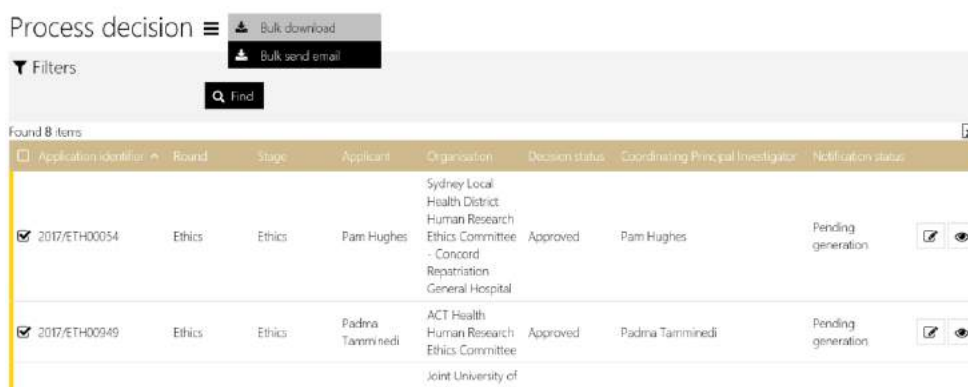 Process decision
Bulk download
Bulk send email
Filters
Find
Found 8 items
Application identifier Round Stage Applicant Organisation Decision status Coordinating Principal Investigator Notification status
Sydney Local
Health District
Human Research
2017/ETH00054 Ethics Ethics Pam Hughes Ethics Committee Approved Pam Hughes Pending generation
- Concord
Repatriation
General Hospital
ACT Health
2017/ETH00949 Ethics Ethics Padma Tamminedi Human Research Approved Padma Tamminedi Pending generation
Ethics Committee
Joint University of